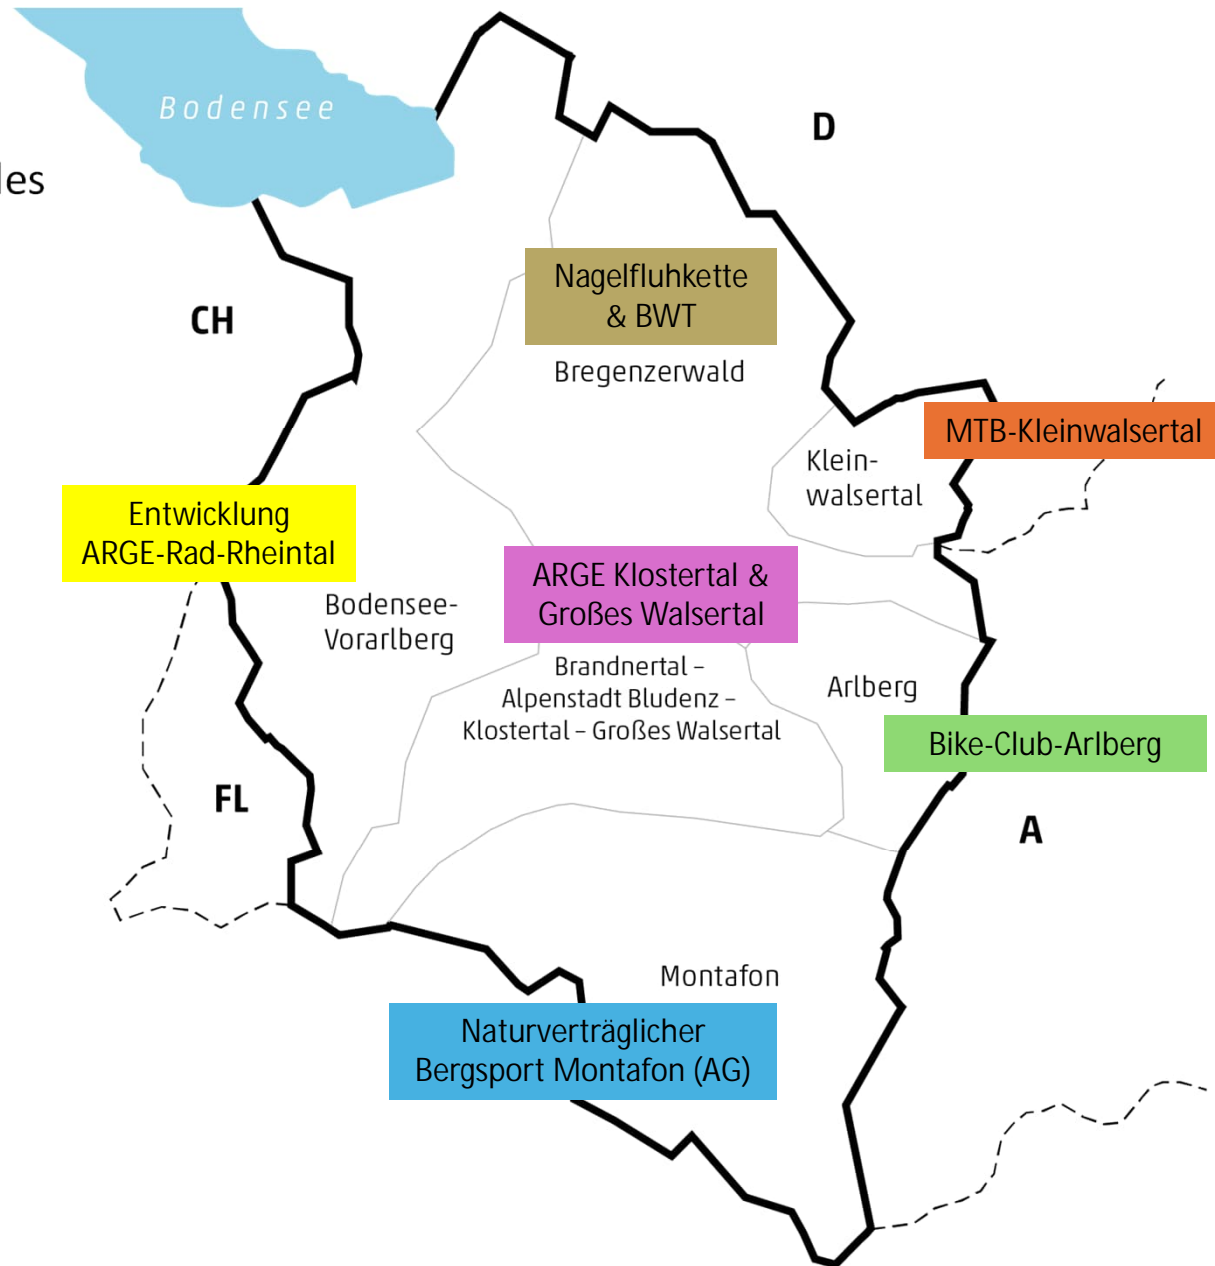 Bodensee
D
les
Nagelfluhkette
& BWT
CH
Bregenzerwald
MTB-Kleinwalsertal
Klein-
walsertal
Entwicklung
ARGE-Rad-Rheintal
ARGE Klostertal &
Großes Walsertal
Bodensee-
Vorarlberg
Brandnertal –
Alpenstadt Bludenz –
Klostertal – Großes Walsertal
Arlberg
Bike-Club-Arlberg
FL
A
Montafon
Naturverträglicher
Bergsport Montafon (AG)